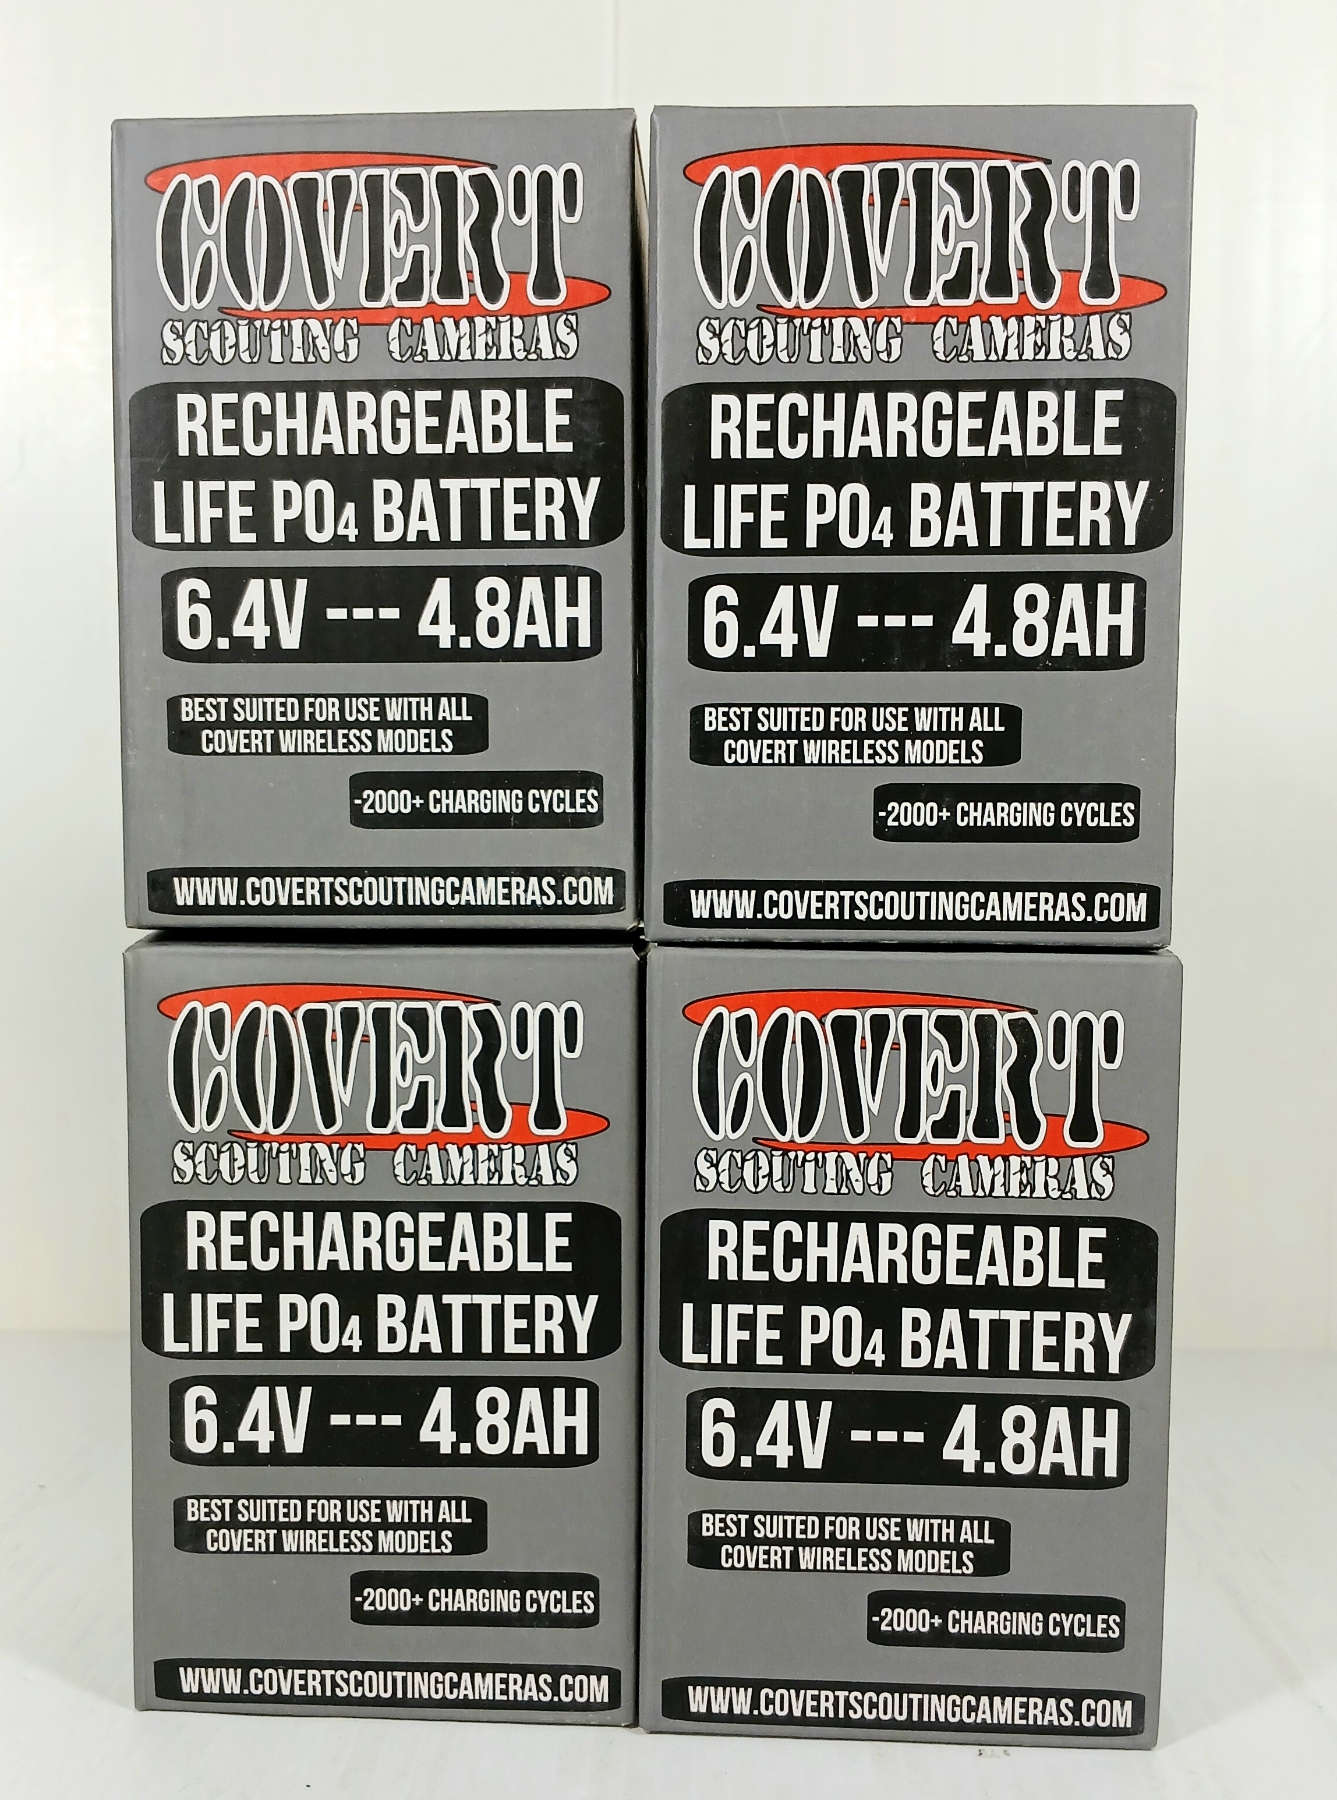 COVERT
SCOUTING CAMERAS
RECHARGEABLE
LIFE PO4 BATTERY
6.4V --- 4.8AH
BEST SUITED FOR USE WITH ALL
COVERT WIRELESS MODELS
-2000+ CHARGING CYCLES
WWW.COVERTSCOUTINGCAMERAS.COM
COVERT
SCOUTING CAMERAS
RECHARGEABLE
LIFE PO4 BATTERY
6.4V --- 4.8AH
BEST SUITED FOR USE WITH ALL
COVERT WIRELESS MODELS
-2000+ CHARGING CYCLES
WWW.COVERTSCOUTINGCAMERAS.COM
COVERT
SCOUTING CAMERAS
RECHARGEABLE
LIFE PO4 BATTERY
6.4V --- 4.8AH
BEST SUITED FOR USE WITH ALL
COVERT WIRELESS MODELS
-2000+ CHARGING CYCLES
WWW.COVERTSCOUTINGCAMERAS.COM
COVERT
SCOUTING CAMERAS
RECHARGEABLE
LIFE PO4 BATTERY
6.4V --- 4.8AH
BEST SUITED FOR USE WITH ALL
COVERT WIRELESS MODELS
-2000+ CHARGING CYCLES
WWW.COVERTSCOUTINGCAMERAS.COM